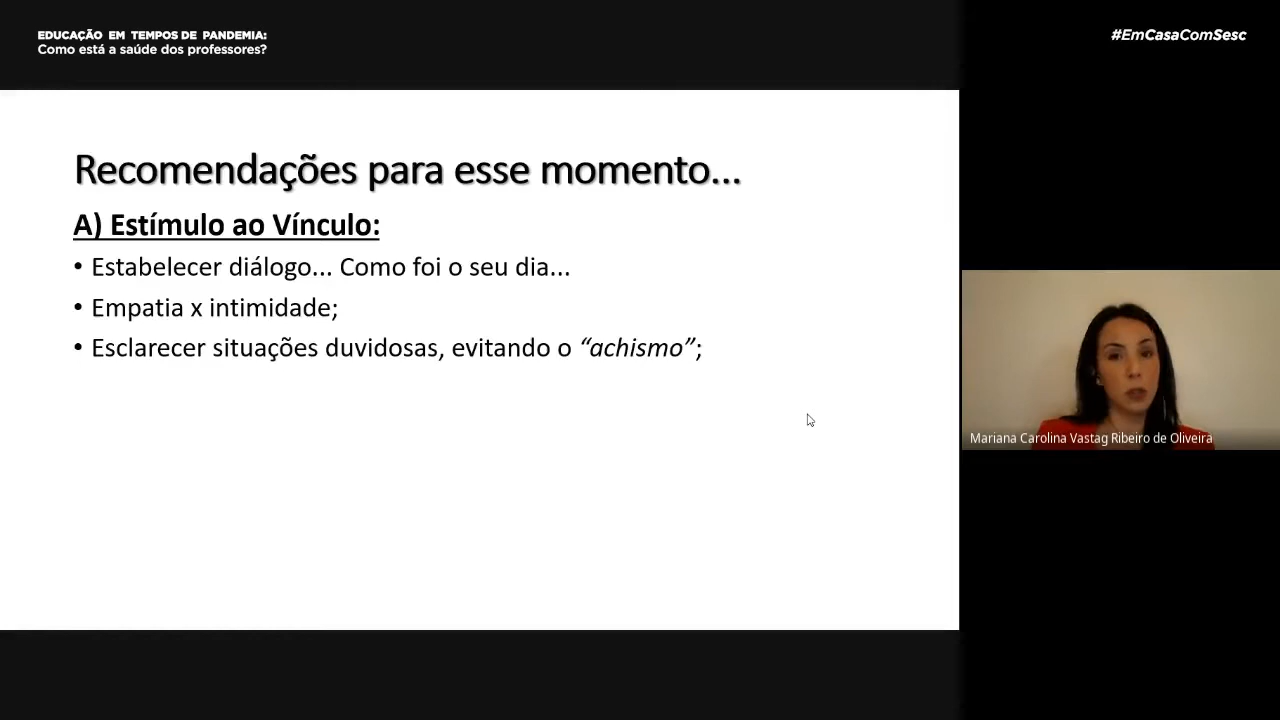 EDUCAÇÃO EM TEMPOS DE PANDEMIA:
Como está a saúde dos professores?
#EmCasaComSesc
Recomendações para esse momento...
A) Estímulo ao Vínculo:
• Estabelecer diálogo... Como foi o seu dia...
• Empatia x intimidade;
• Esclarecer situações duvidosas, evitando o “achismo”;
Mariana Carolina Vastag Ribeiro de Oliveira